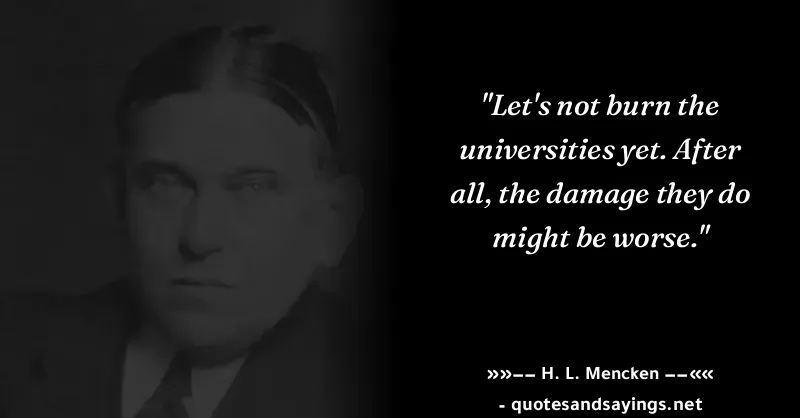 "Let's not burn the
universities yet. After
all, the damage they do
might be worse."
»»−− H. L. Mencken −−««
- quotesandsayings.net